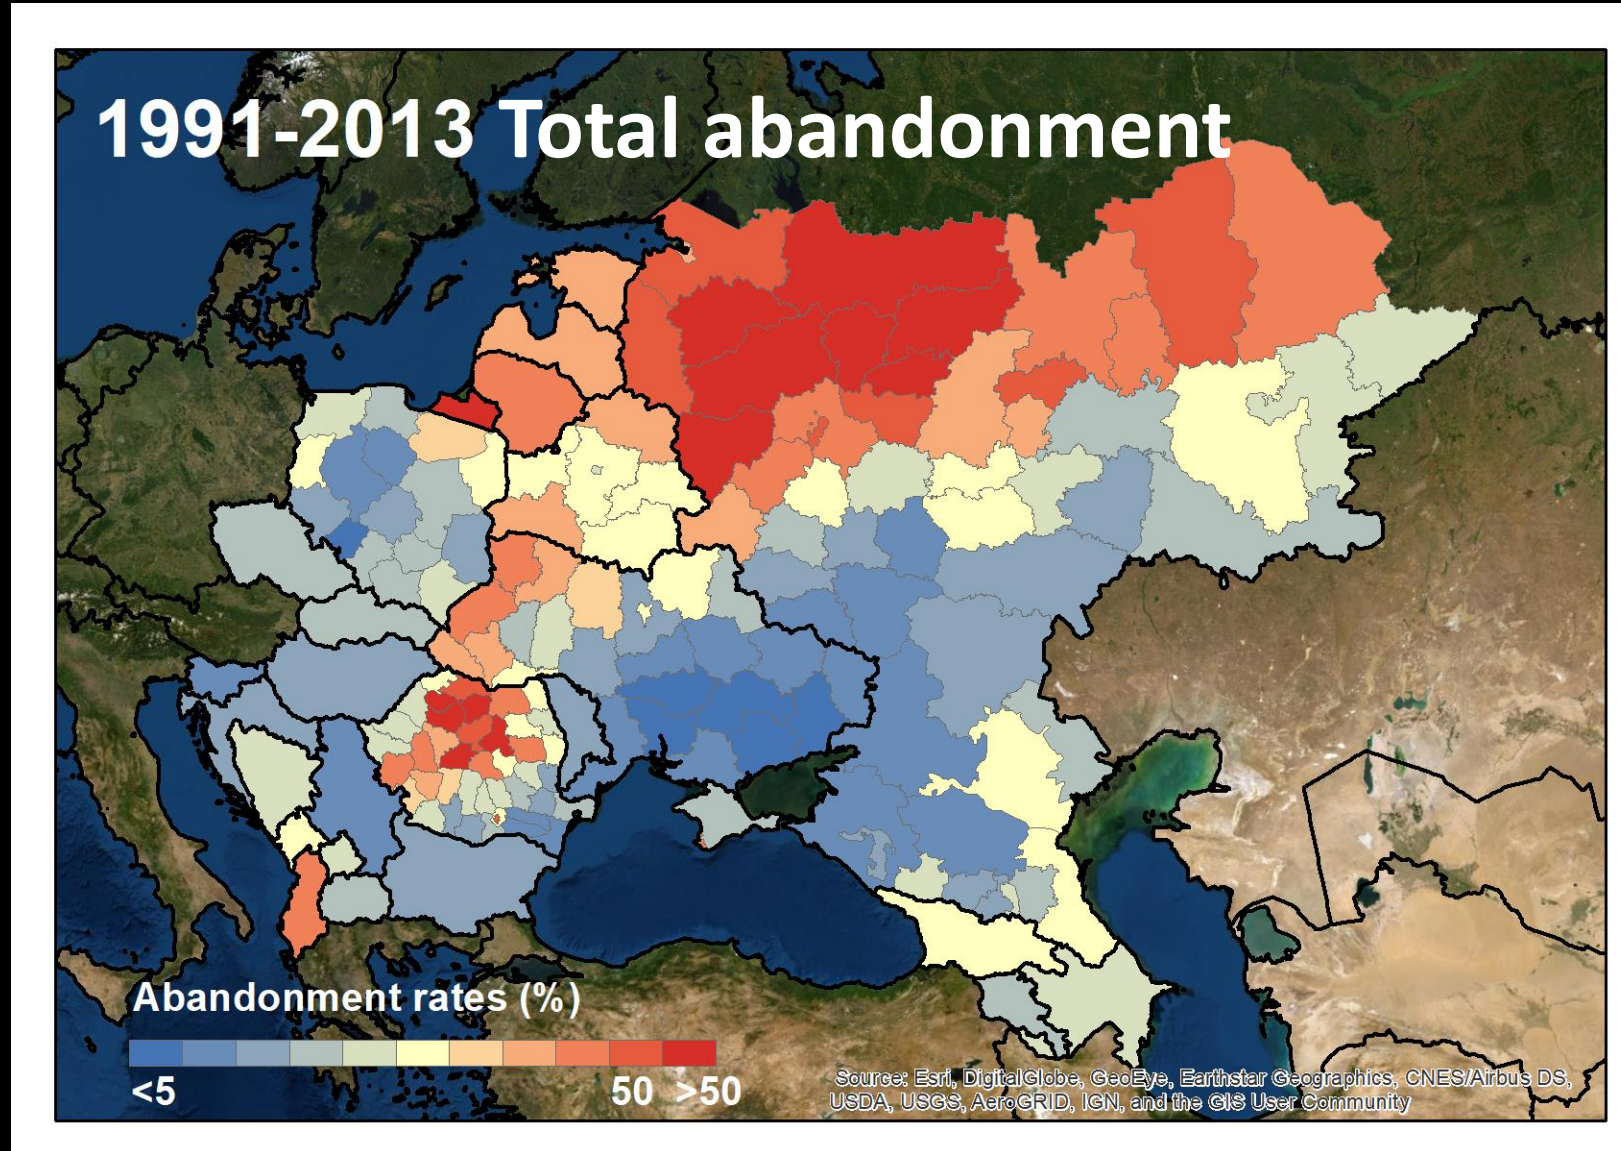 1991-2013 Total abandonment
Abandonment rates (%)
<5 50 >50
Source: Esri, DigitalGlobe, GeoEye, Earthstar Geographics, CNES/Airbus DS,
USDA, USGS, AeroGRID, IGN, and the GIS User Community